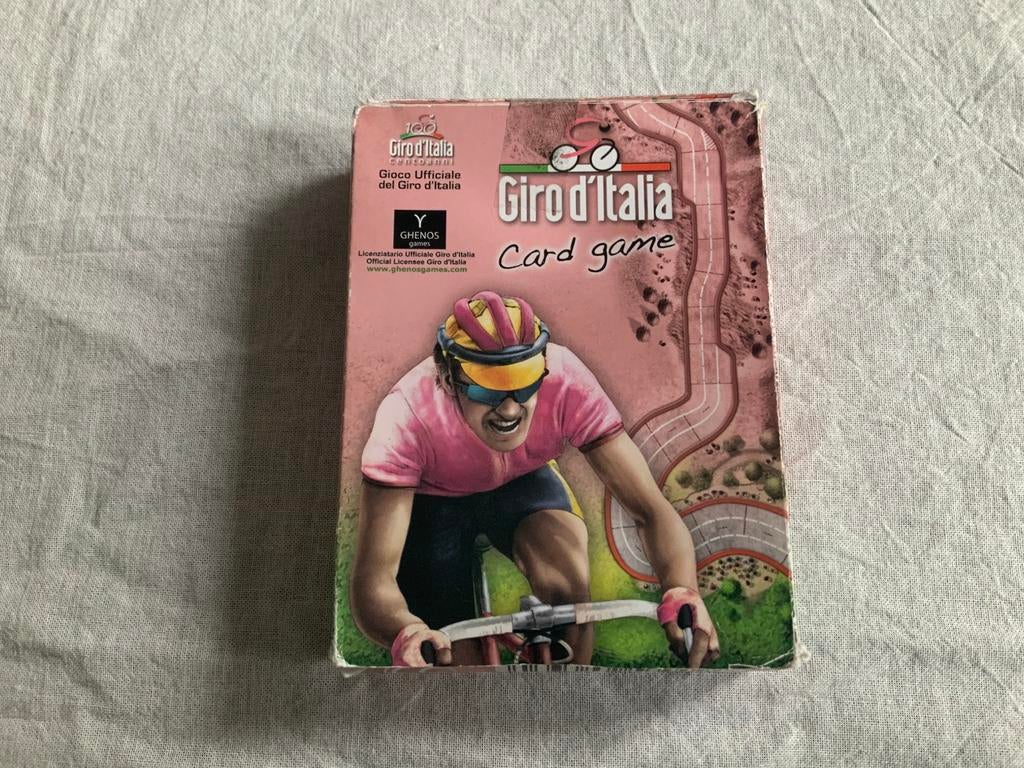 100
Giro d'Italia
centoanni
Gioco Ufficiale
del Giro d'Italia
GHENOS
games
Licenziatario Ufficiale Giro d'Italia
Official Licensee Giro d'Italia
www.ghenosgames.com
Giro d'Italia
Card game